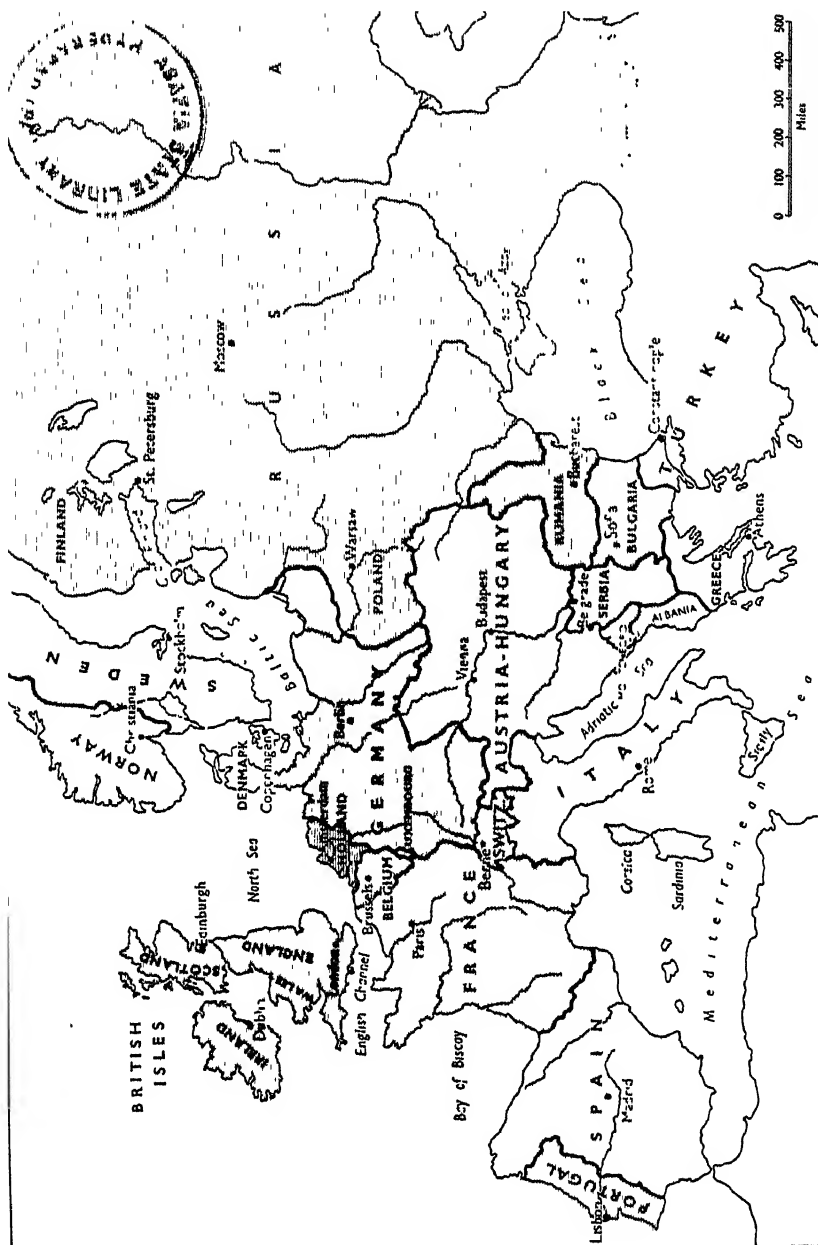 BRITISH
ISLES
SCOTLAND
Edinburgh
IRELAND
Dublin
WALES
ENGLAND
London
English Channel
North Sea
NORWAY
Christiania
SWEDEN
Stockholm
Baltic Sea
FINLAND
St. Petersburg
Moscow
RUSSIA
DENMARK
Copenhagen
HOLLAND
Brussels
BELGIUM
LUXEMBOURG
GERMANY
Berlin
POLAND
Warsaw
Paris
FRANCE
Bay of Biscay
Berne
SWITZ
Vienna
Budapest
AUSTRIA-HUNGARY
RUMANIA
Bucharest
Belgrade
SERBIA
Sofia
BULGARIA
ALBANIA
GREECE
Athens
Constantinople
TURKEY
Black Sea
Adriatic Sea
ITALY
Rome
Sicily
Corsica
Sardinia
Mediterranean Sea
SPAIN
Madrid
PORTUGAL
Lisbon
0 100 200 300 400 500
Miles
STATE LIBRARY